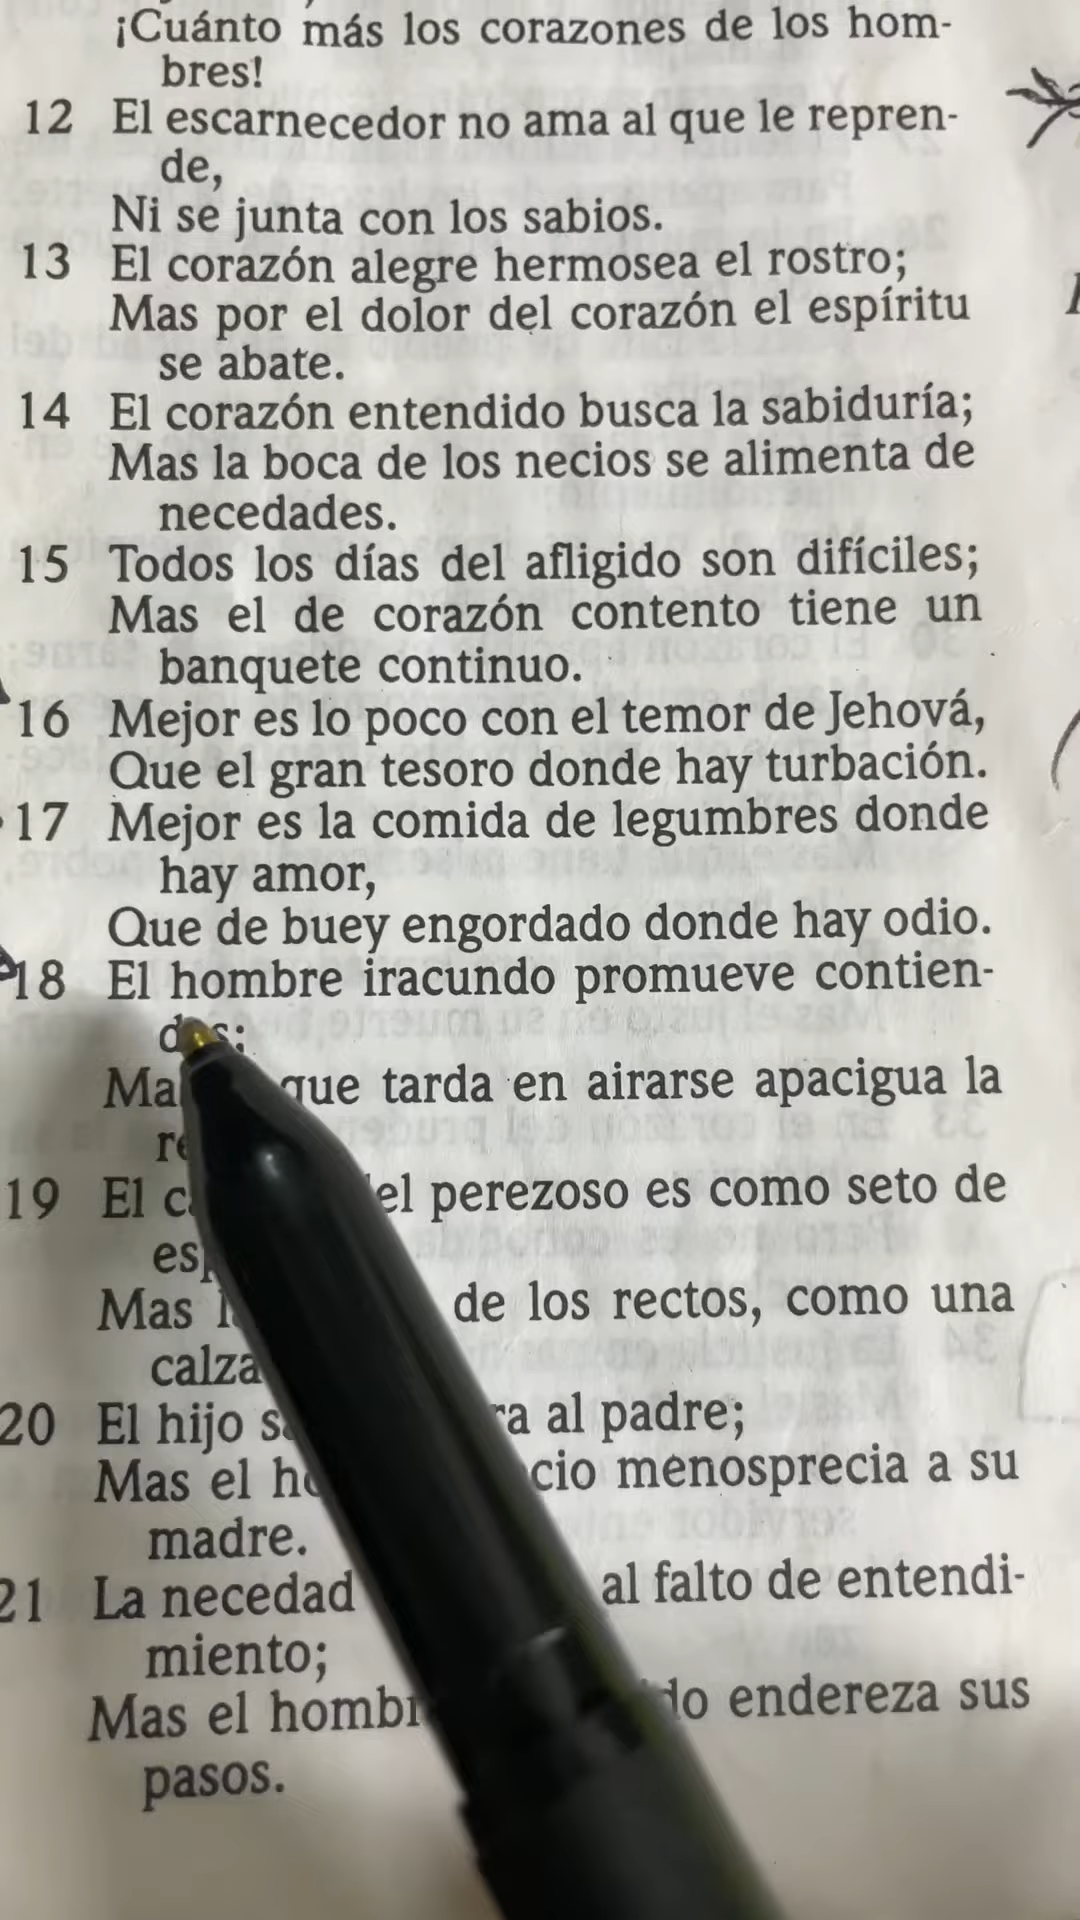 ¡Cuánto más los corazones de los hom-
bres!
12 El escarnecedor no ama al que le repren-
de,
Ni se junta con los sabios.
13 El corazón alegre hermosea el rostro;
Mas por el dolor del corazón el espíritu
se abate.
14 El corazón entendido busca la sabiduría;
Mas la boca de los necios se alimenta de
necedades.
15 Todos los días del afligido son difíciles;
Mas el de corazón contento tiene un
banquete continuo.
16 Mejor es lo poco con el temor de Jehová,
Que el gran tesoro donde hay turbación.
17 Mejor es la comida de legumbres donde
hay amor,
Que de buey engordado donde hay odio.
18 El hombre iracundo promueve contien-
das;
que tarda en airarse apacigua la
19 El perezoso es como seto de
Mas de los rectos, como una
20 El hijo al padre;
Mas el menosprecia a su
madre.
21 La necedad al falto de entendi-
miento;
Mas el endereza sus
pasos.